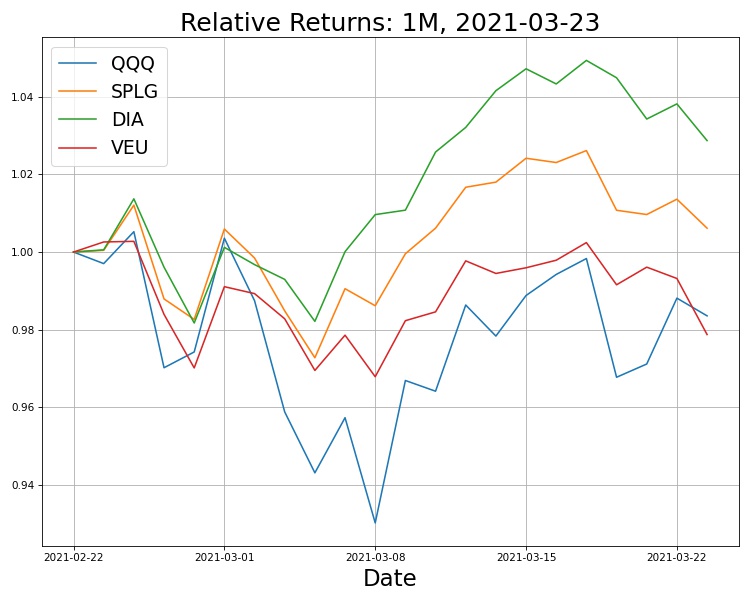 Relative Returns: 1M, 2021-03-23
QQQ
SPLG
DIA
VEU
1.04
1.02
1.00
0.98
0.96
0.94
2021-02-22 2021-03-01 2021-03-08 2021-03-15 2021-03-22
Date